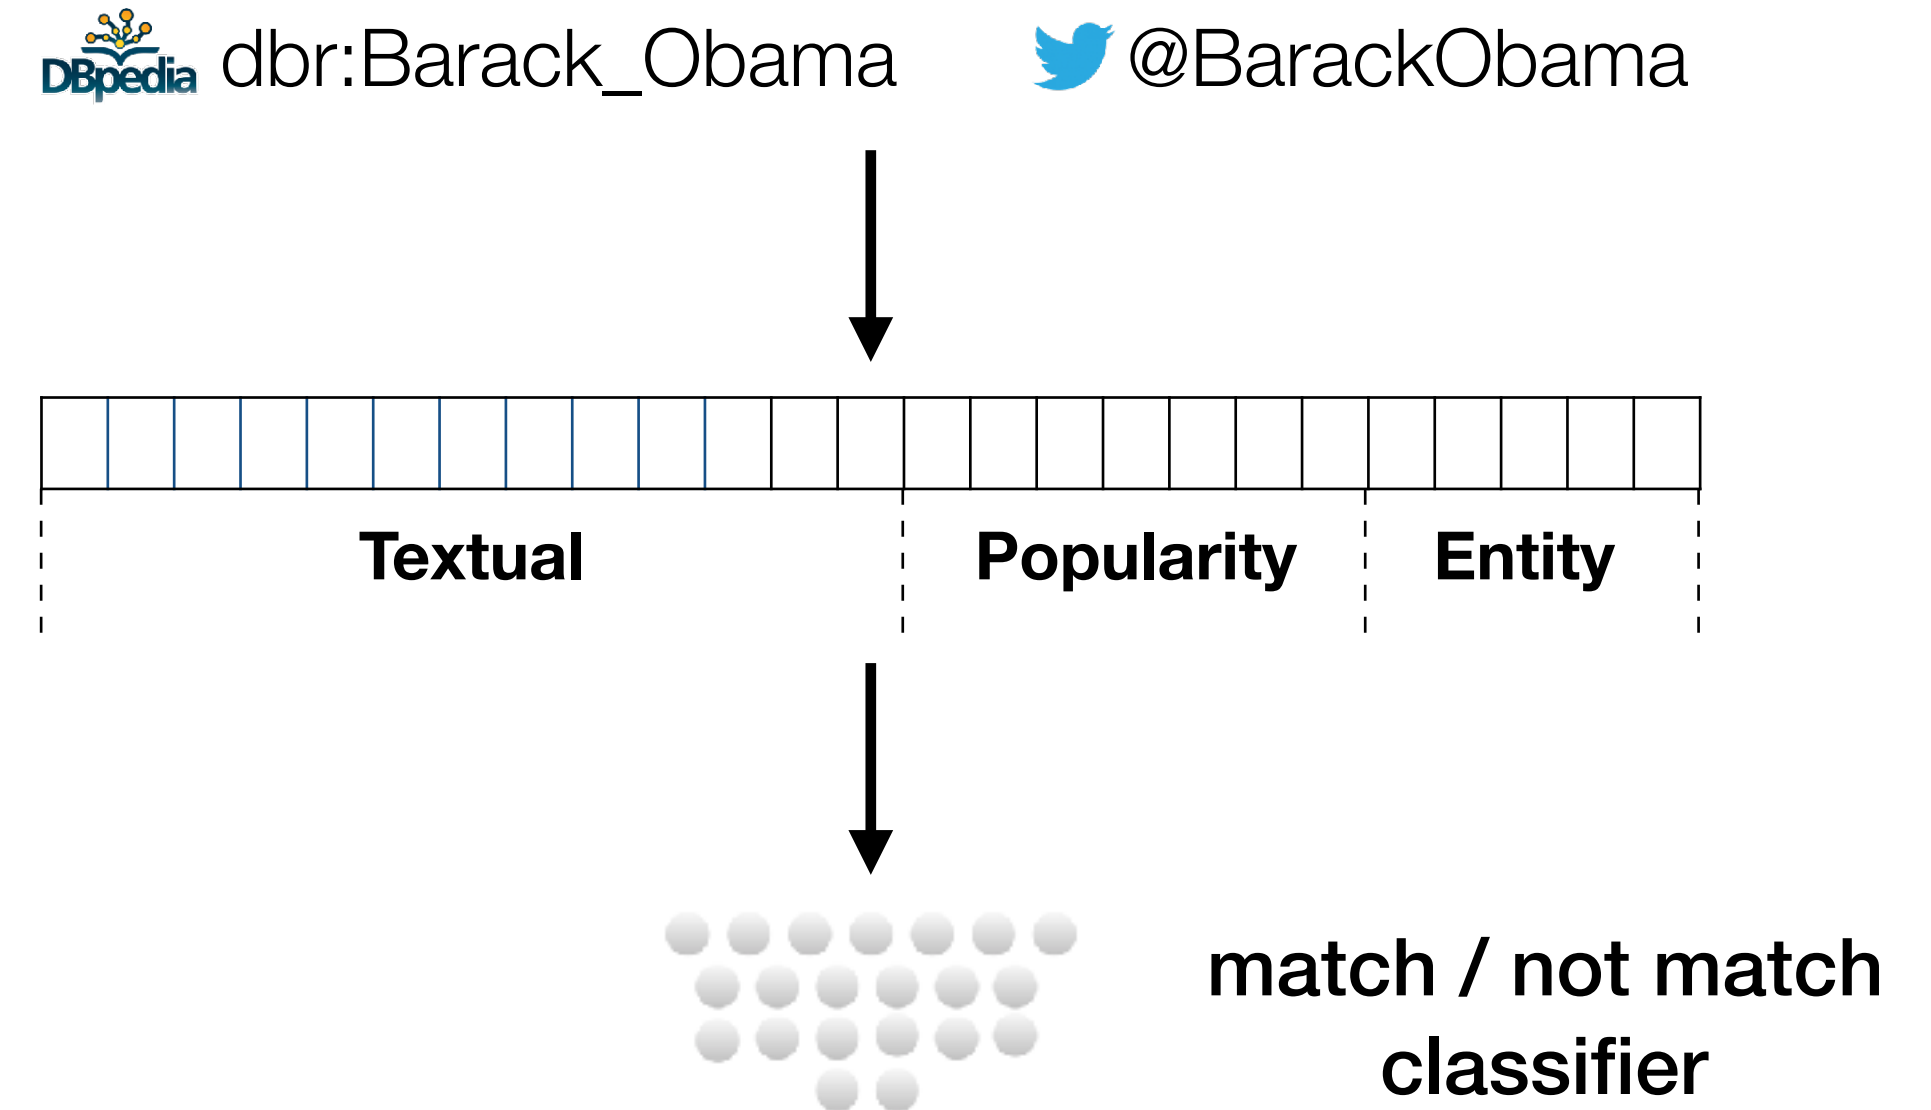 DBpedia dbr:Barack_Obama @BarackObama
Textual Popularity Entity
match / not match
classifier